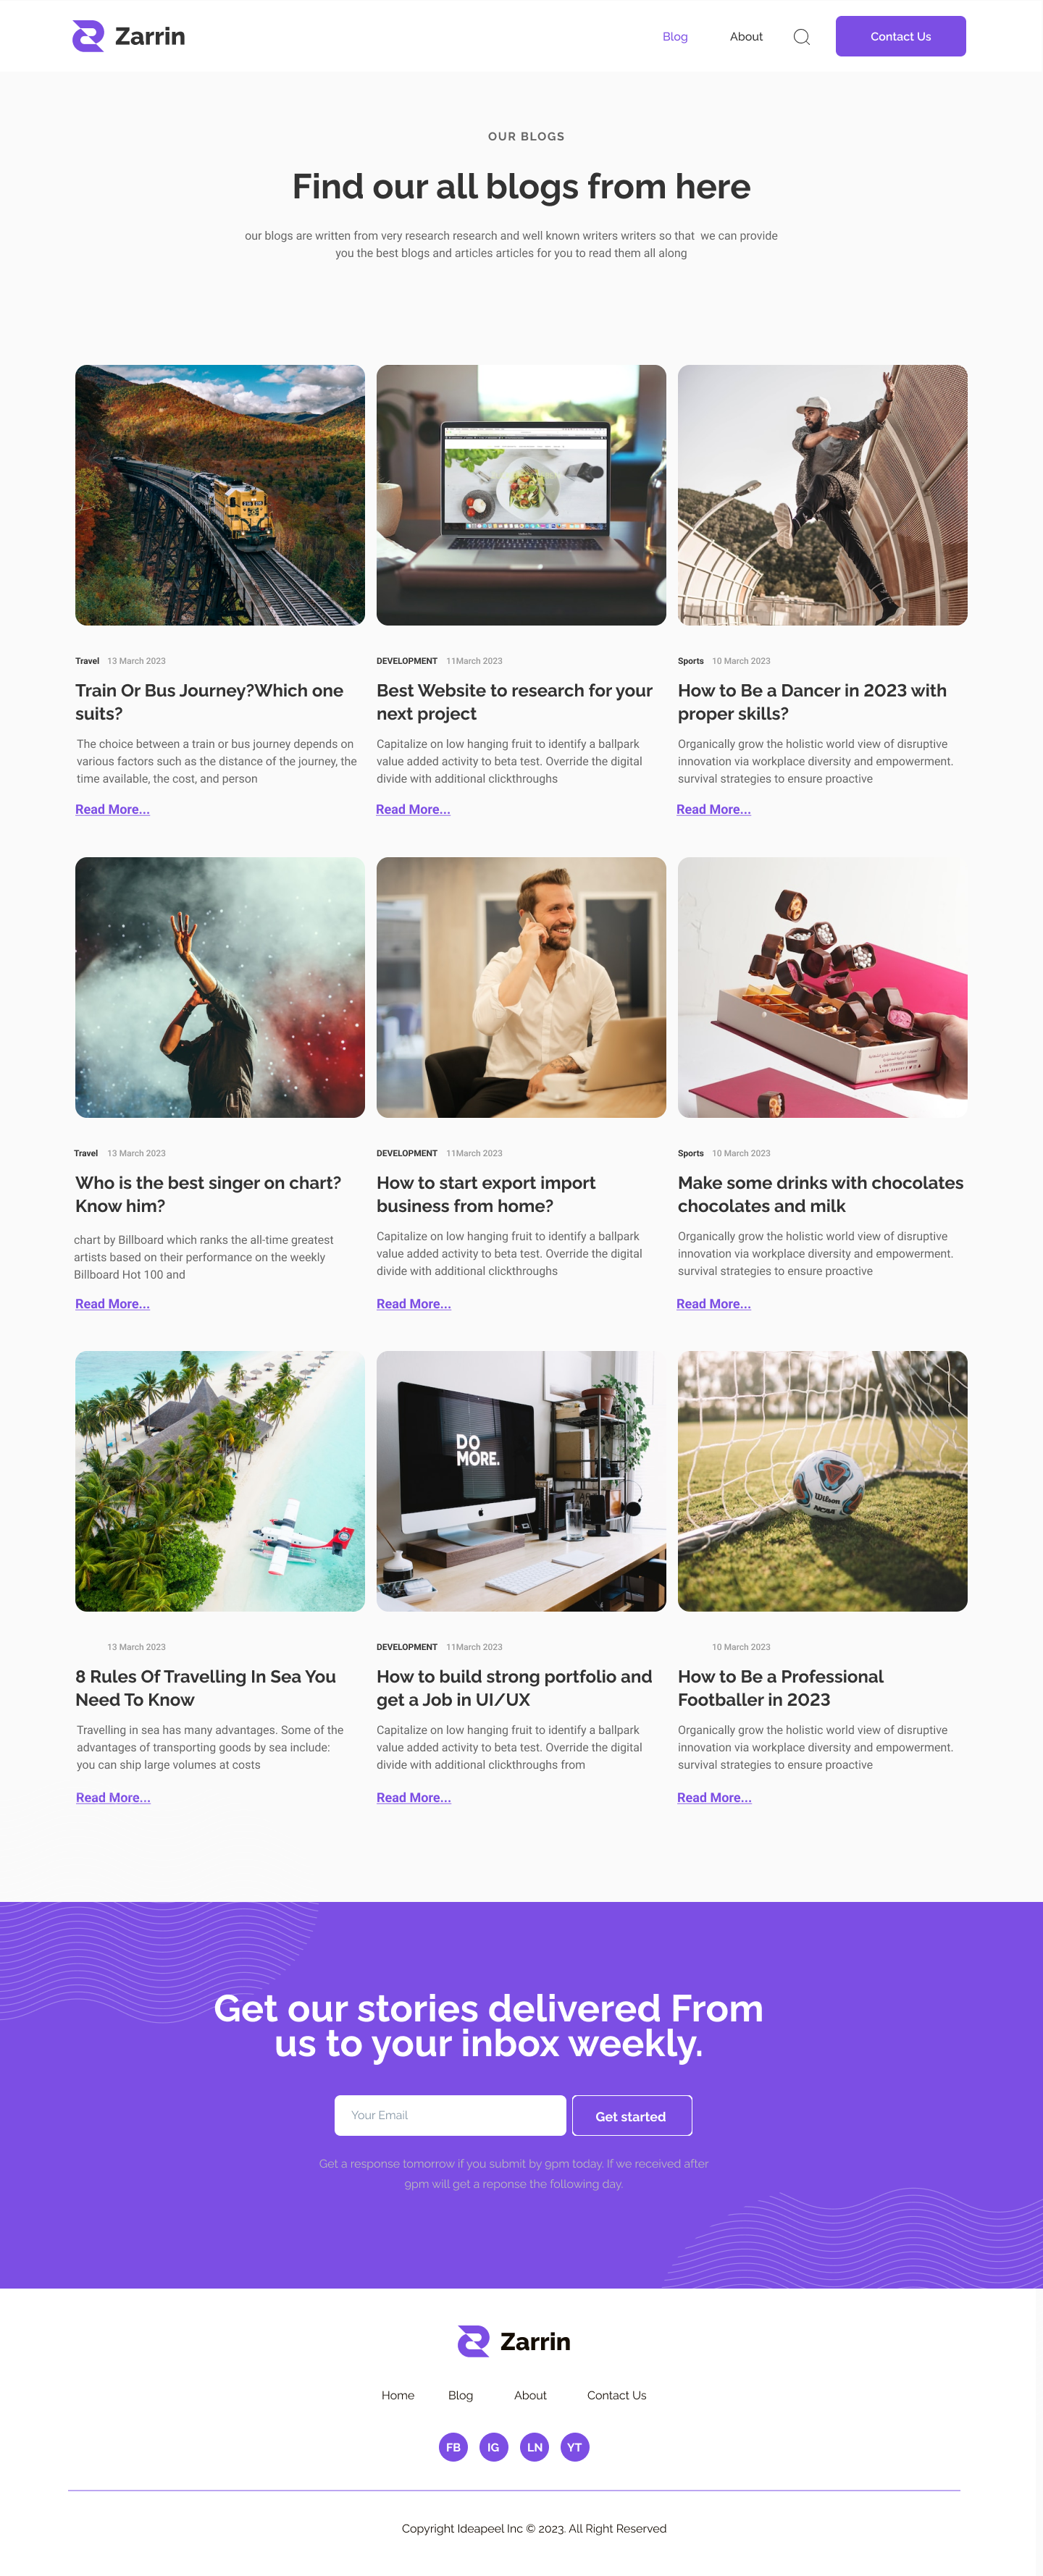 Zarrin
Blog About Contact Us
OUR BLOGS
Find our all blogs from here
our blogs are written from very research research and well known writers writers so that we can provide
you the best blogs and articles articles for you to read them all along
Travel 13 March 2023
Train Or Bus Journey?Which one
suits?
The choice between a train or bus journey depends on
various factors such as the distance of the journey, the
time available, the cost, and person
Read More...
DEVELOPMENT 11March 2023
Best Website to research for your
next project
Capitalize on low hanging fruit to identify a ballpark
value added activity to beta test. Override the digital
divide with additional clickthroughs
Read More...
Sports 10 March 2023
How to Be a Dancer in 2023 with
proper skills?
Organically grow the holistic world view of disruptive
innovation via workplace diversity and empowerment.
survival strategies to ensure proactive
Read More...
Travel 13 March 2023
Who is the best singer on chart?
Know him?
chart by Billboard which ranks the all-time greatest
artists based on their performance on the weekly
Billboard Hot 100 and
Read More...
DEVELOPMENT 11March 2023
How to start export import
business from home?
Capitalize on low hanging fruit to identify a ballpark
value added activity to beta test. Override the digital
divide with additional clickthroughs
Read More...
Sports 10 March 2023
Make some drinks with chocolates
chocolates and milk
Organically grow the holistic world view of disruptive
innovation via workplace diversity and empowerment.
survival strategies to ensure proactive
Read More...
13 March 2023
8 Rules Of Travelling In Sea You
Need To Know
Travelling in sea has many advantages. Some of the
advantages of transporting goods by sea include:
you can ship large volumes at costs
Read More...
DO
MORE.
DEVELOPMENT 11March 2023
How to build strong portfolio and
get a Job in UI/UX
Capitalize on low hanging fruit to identify a ballpark
value added activity to beta test. Override the digital
divide with additional clickthroughs from
Read More...
Wilson
NCAA
10 March 2023
How to Be a Professional
Footballer in 2023
Organically grow the holistic world view of disruptive
innovation via workplace diversity and empowerment.
survival strategies to ensure proactive
Read More...
Get our stories delivered From
us to your inbox weekly.
Your Email Get started
Get a response tomorrow if you submit by 9pm today. If we received after
9pm will get a reponse the following day.
Zarrin
Home Blog About Contact Us
FB IG LN YT
Copyright Ideapeel Inc © 2023. All Right Reserved